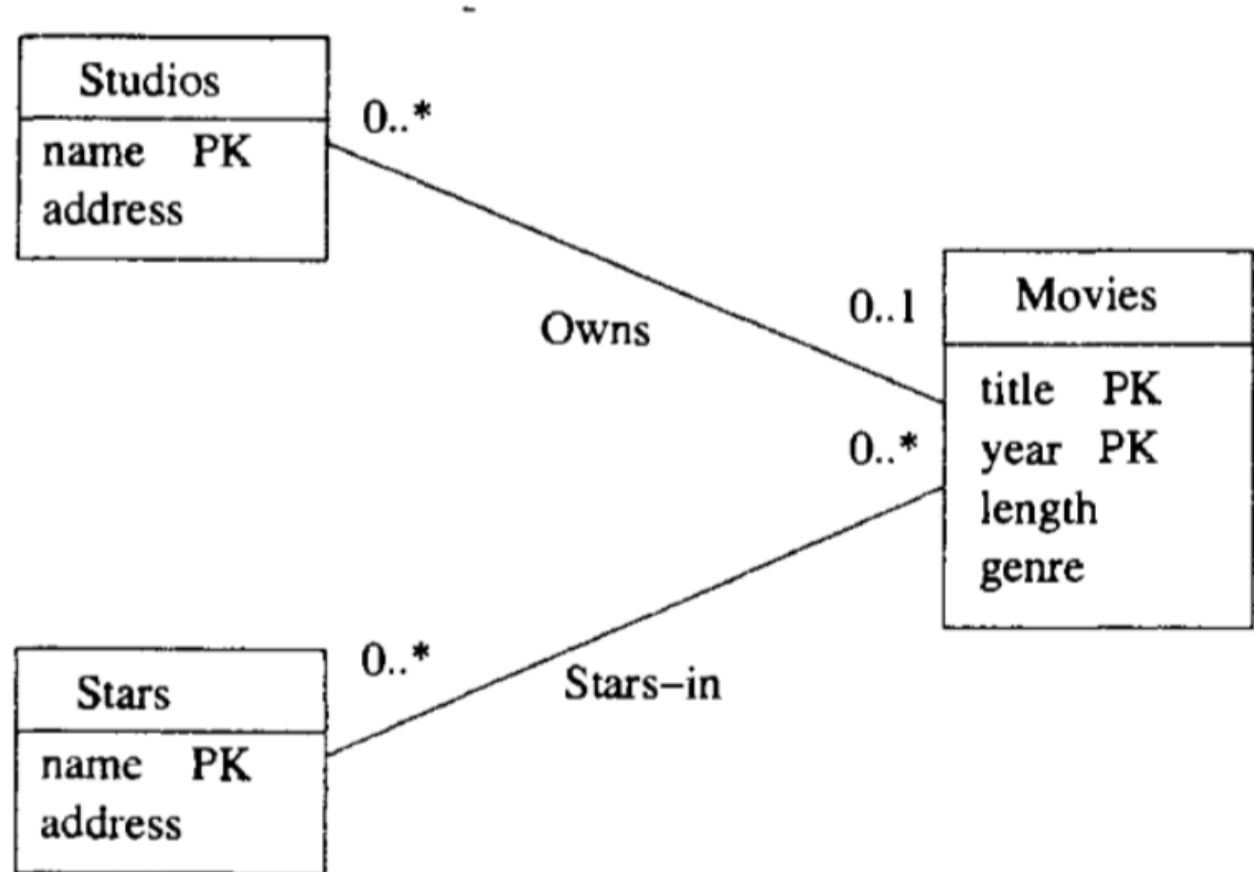 Studios
name PK
address
0..*
Owns
0..1
Movies
title PK
year PK
length
genre
0..*
Stars-in
0..*
Stars
name PK
address